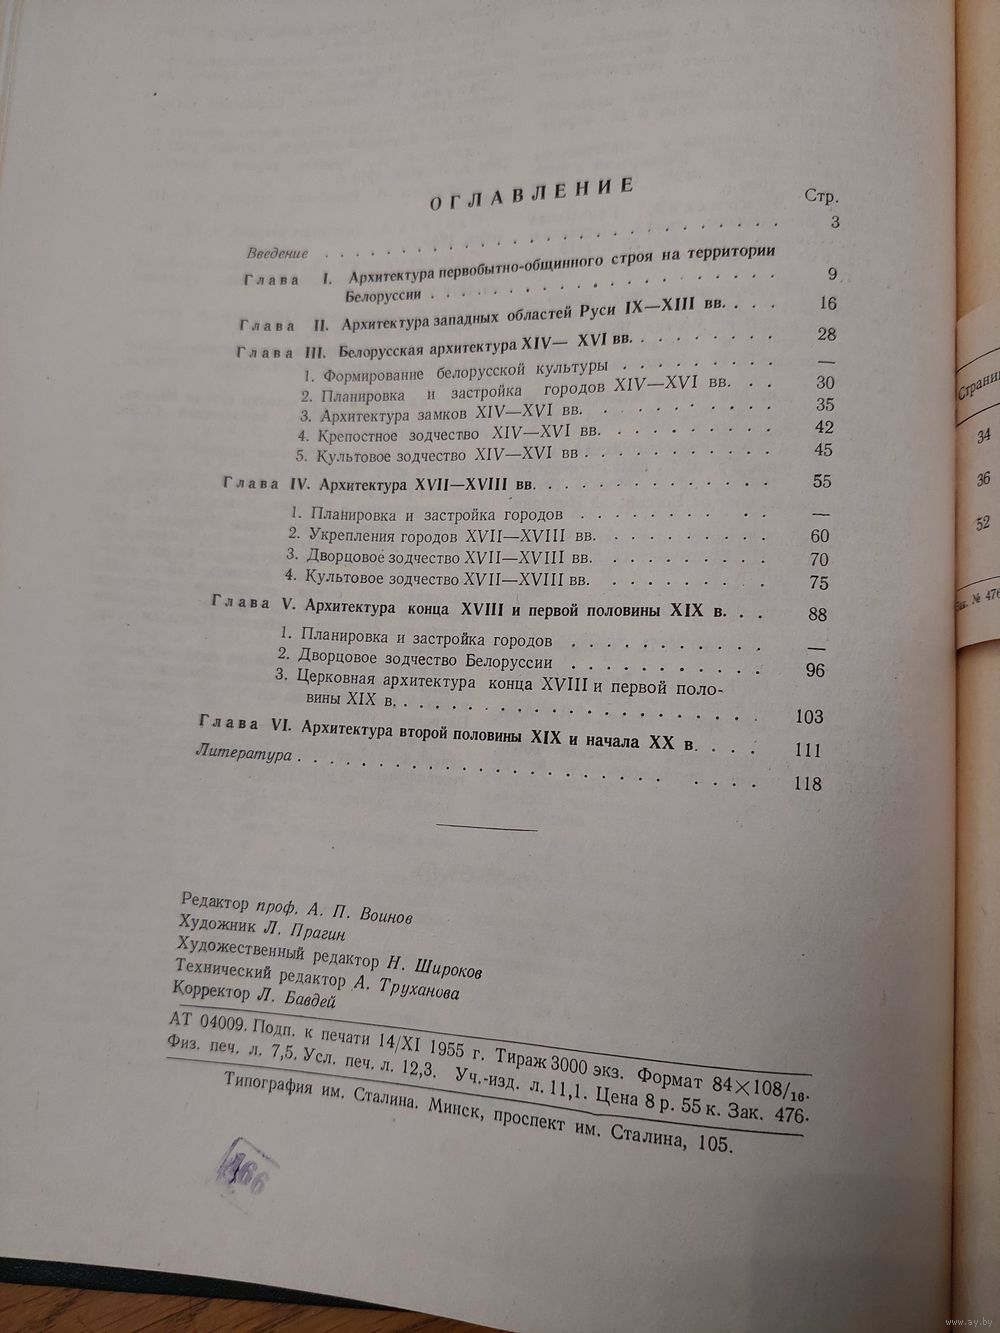 ОГЛАВЛЕНИЕ
Стр.
Введение . . . . . . . . . . . . . . . . . . . . . . . 3
Глава I. Архитектура первобытно-общинного строя на территории
Белоруссии . . . . . . . . . . . . . . . . . . 9
Глава II. Архитектура западных областей Руси IX—XIII вв. . . . 16
Глава III. Белорусская архитектура XIV— XVI вв. . . . . . . . 28
1. Формирование белорусской культуры . . . . . . . . . —
2. Планировка и застройка городов XIV—XVI вв. . . 30
3. Архитектура замков XIV—XVI вв. . . . . . . . . . 35
4. Крепостное зодчество XIV—XVI вв. . . . . . . . . . 42
5. Культовое зодчество XIV—XVI вв . . . . . . . . . . 45
Глава IV. Архитектура XVII—XVIII вв. . . . . . . . . . . . 55
1. Планировка и застройка городов . . . . . . . . . —
2. Укрепления городов XVII—XVIII вв. . . . . . . . . 60
3. Дворцовое зодчество XVII—XVIII вв. . . . . . . . . 70
4. Культовое зодчество XVII—XVIII вв. . . . . . . . . 75
Глава V. Архитектура конца XVIII и первой половины XIX в. . . 88
1. Планировка и застройка городов . . . . . . . . . . —
2. Дворцовое зодчество Белоруссии . . . . . . . . . . 96
3. Церковная архитектура конца XVIII и первой поло-
вины XIX в. . . . . . . . . . . . . . . . . . . 103
Глава VI. Архитектура второй половины XIX и начала XX в. . . . 111
Литература . . . . . . . . . . . . . . . . . . . . . . . 118
Редактор проф. А. П. Воинов
Художник Л. Прагин
Художественный редактор Н. Широков
Технический редактор А. Труханова
Корректор Л. Бавдей
АТ 04009. Подп. к печати 14/XI 1955 г. Тираж 3000 экз. Формат 84×108/16.
Физ. печ. л. 7,5. Усл. печ. л. 12,3. Уч.-изд. л. 11,1. Цена 8 р. 55 к. Зак. 476.
Типография им. Сталина. Минск, проспект им. Сталина, 105.
34
36
52
Зак. № 476
www.ay.by